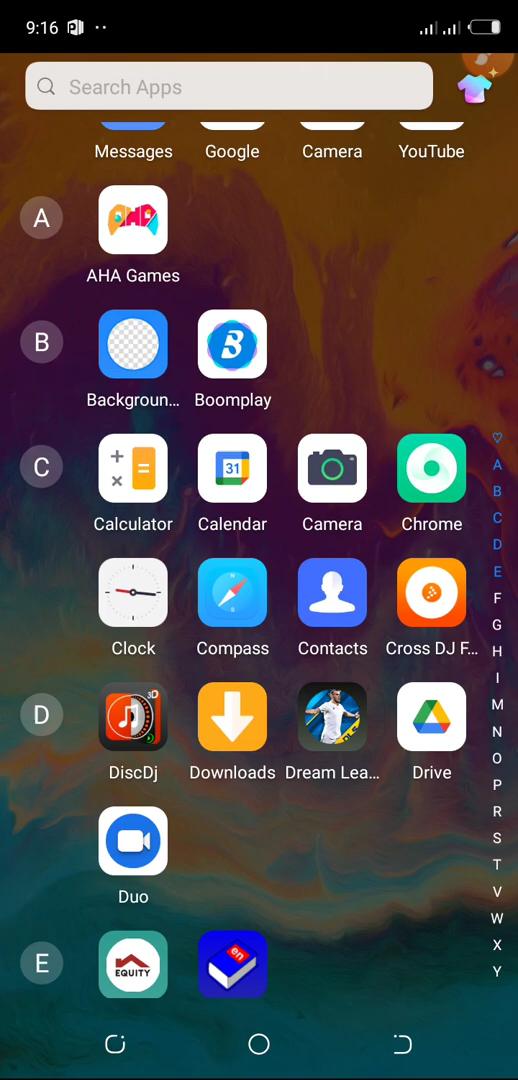 9:16
Search Apps
Messages Google Camera YouTube
A
AHA Games
B
Backgroun... Boomplay
C
31
Calculator Calendar Camera Chrome
Clock Compass Contacts Cross DJ F...
D
3D
DiscDj Downloads Dream Lea... Drive
Duo
E
EQUITY
en
A
B
C
D
E
F
G
H
I
M
N
O
P
R
S
T
V
W
X
Y